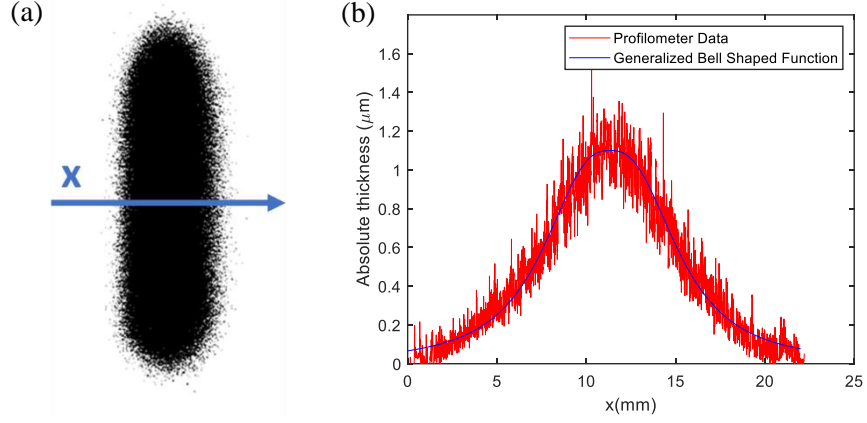 (a)
X
(b)
Profilometer Data
Generalized Bell Shaped Function
Absolute thickness (μm)
1.6
1.4
1.2
1
0.8
0.6
0.4
0.2
0
0 5 10 15 20 25
x(mm)